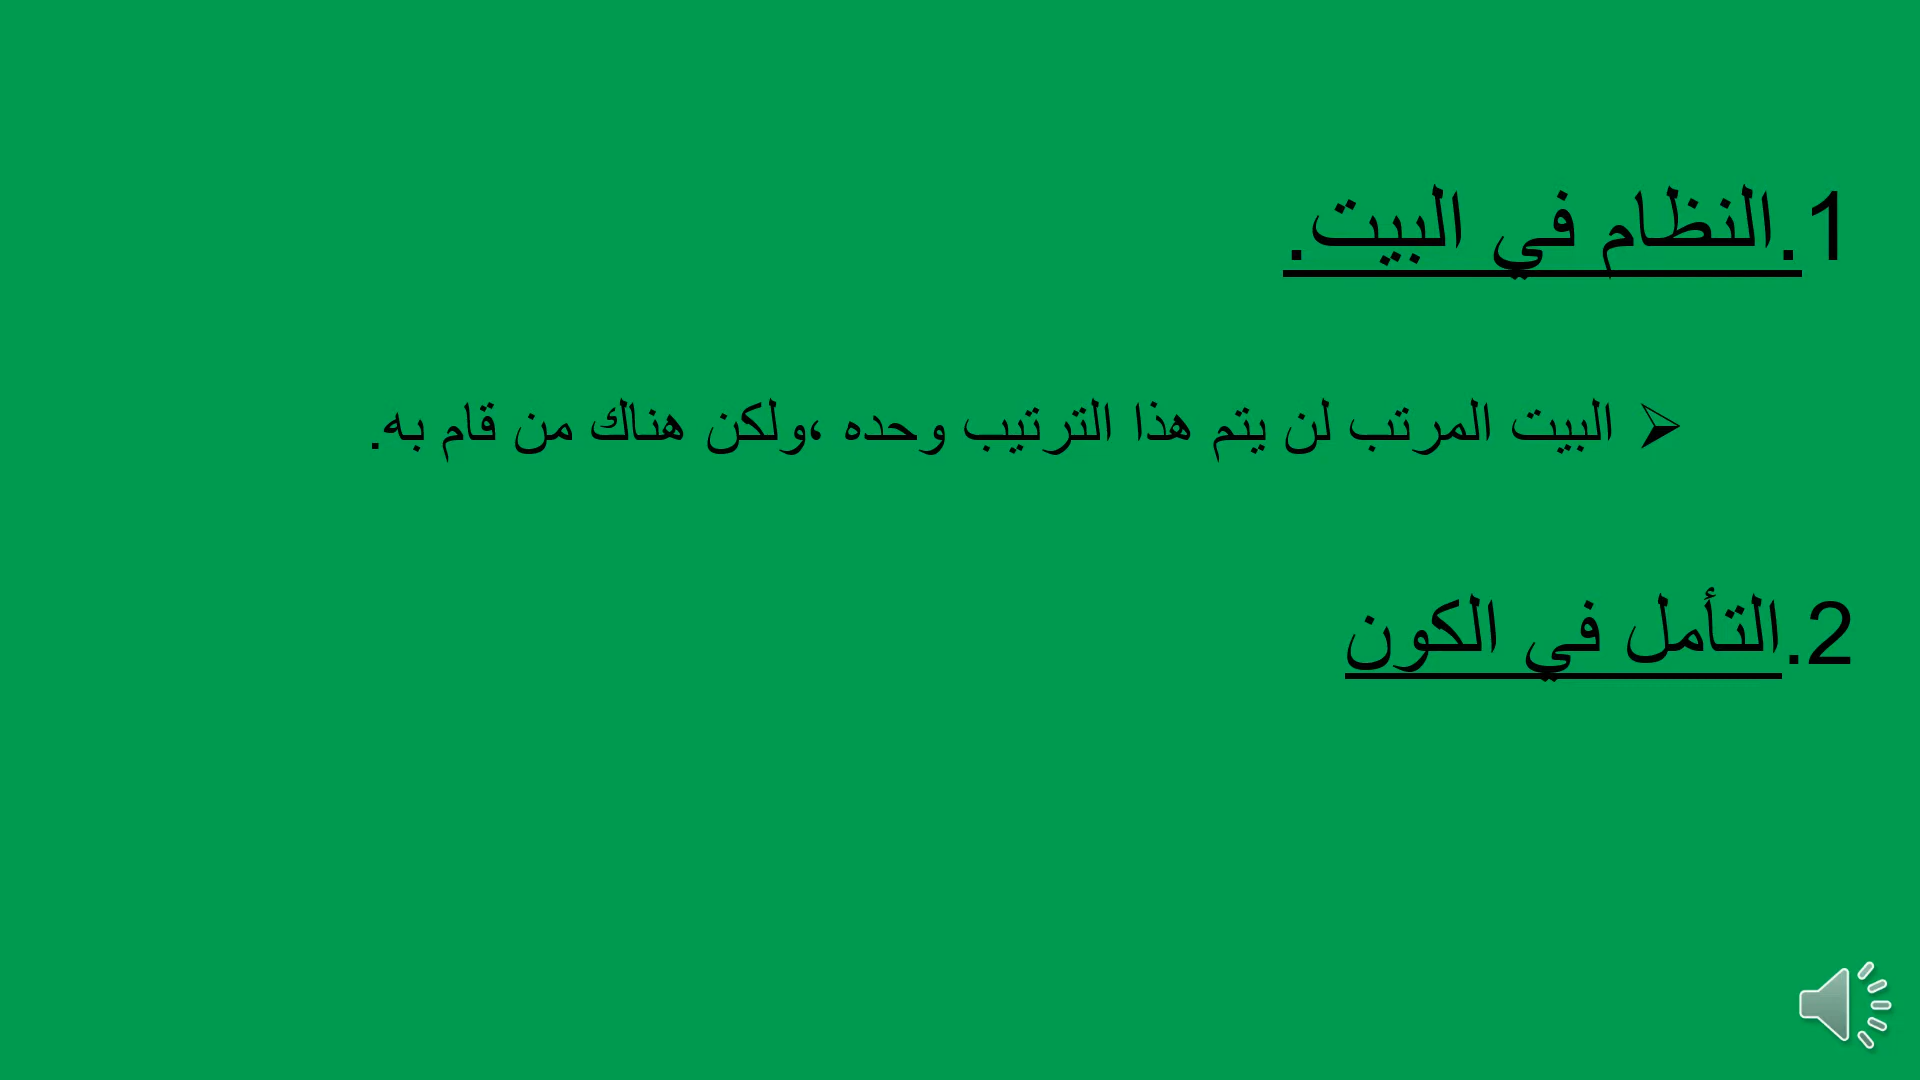 1.النظام في البيت.
➢ البيت المرتب لن يتم هذا الترتيب وحده ،ولكن هناك من قام به.
2.التأمل في الكون